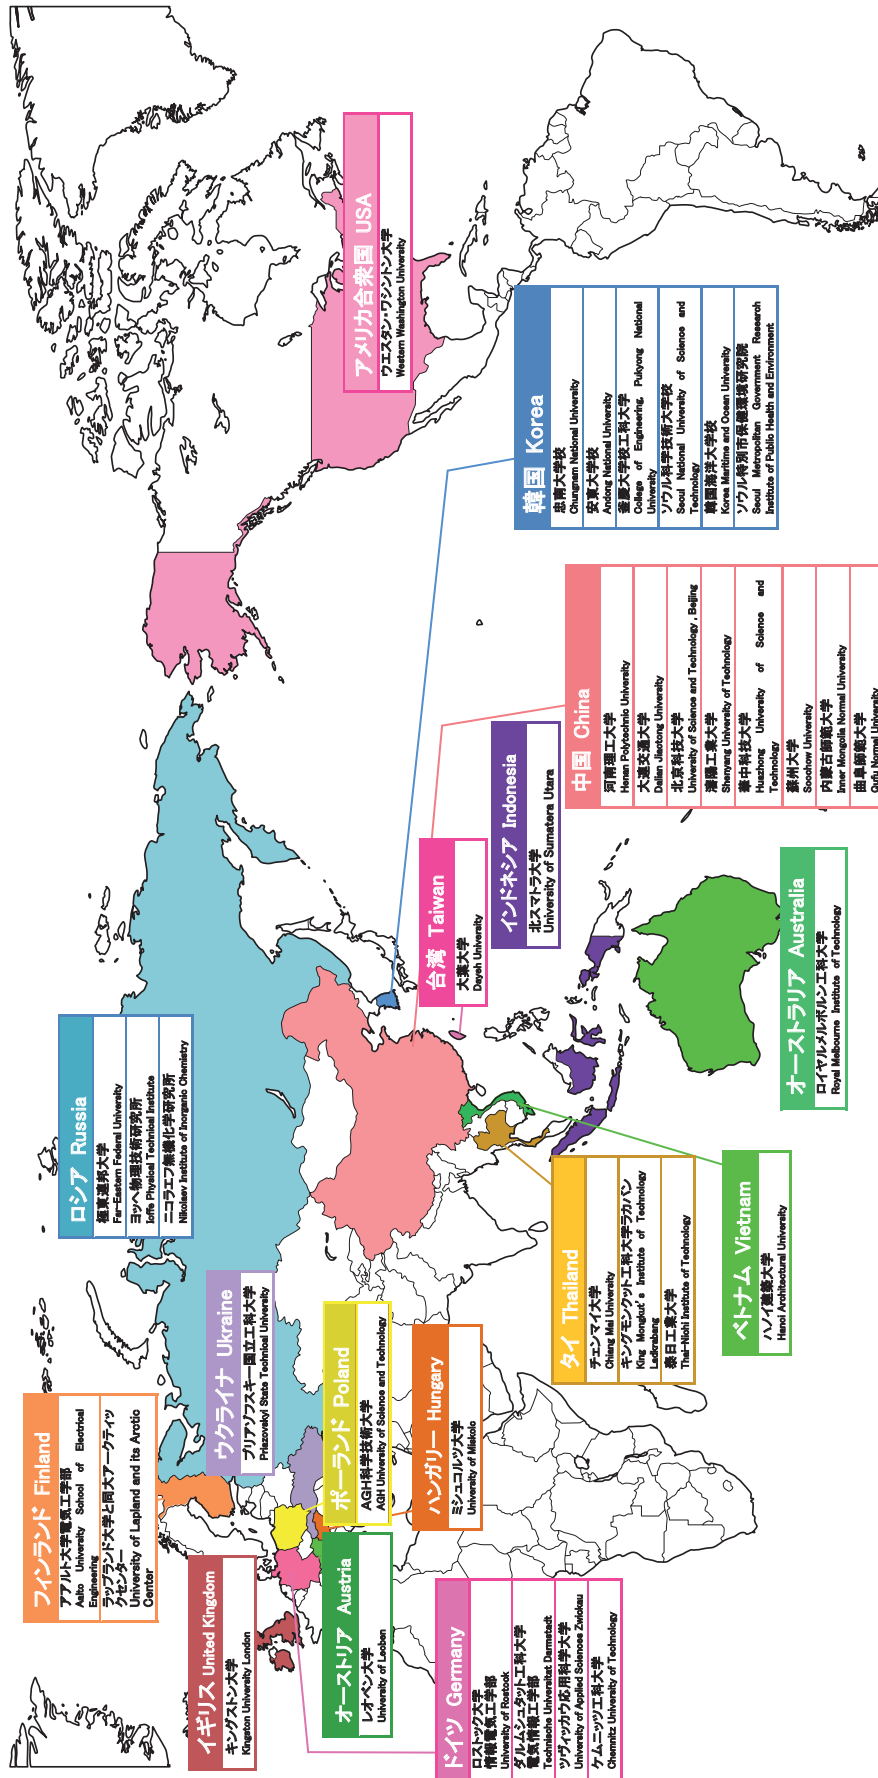 フィンランド Finland
アアルト大学電気工学部
Aalto University School of Electrical
Engineering
ラップランド大学と同大アークティッ
クセンター
University of Lapland and its Arctic
Center
イギリス United Kingdom
キングストン大学
Kingston University London
ロシア Russia
極東連邦大学
Far-Eastern Federal University
ヨッヘ物理技術研究所
Ioffe Physical Technical Institute
ニコラエフ無機化学研究所
Nikolaev Institute of Inorganic Chemistry
ウクライナ Ukraine
プリアゾフスキー国立工科大学
Priazovskyi State Technical University
ポーランド Poland
AGH科学技術大学
AGH University of Science and Technology
オーストリア Austria
レオベン大学
University of Leoben
ハンガリー Hungary
ミシュコルツ大学
University of Miskolc
ドイツ Germany
ロストック大学
情報電気工学部
University of Rostock
ダルムシュタット工科大学
電気情報工学部
Technische Universitat Darmstadt
ツヴィッカウ応用科学大学
University of Applied Sciences Zwickau
ケムニッツ工科大学
Chemnitz University of Technology
アメリカ合衆国 USA
ウエスタン・ワシントン大学
Western Washington University
韓国 Korea
忠南大学校
Chungnam National University
安東大学校
Andong National University
釜慶大学校工科大学
College of Engineering, Pukyong National
University
ソウル科学技術大学校
Seoul National University of Science and
Technology
韓国海洋大学校
Korea Maritime and Ocean University
ソウル特別市保健環境研究院
Seoul Metropolitan Government Research
Institute of Public Health and Environment
中国 China
河南理工大学
Henan Polytechnic University
大連交通大学
Dalian Jiaotong University
北京科技大学
University of Science and Technology , Beijing
瀋陽工業大学
Shenyang University of Technology
華中科技大学
Huazhong University of Science and
Technology
蘇州大学
Soochow University
内蒙古師範大学
Inner Mongolia Normal University
曲阜師範大学
Qufu Normal University
台湾 Taiwan
大葉大学
Dayeh University
インドネシア Indonesia
北スマトラ大学
University of Sumatera Utara
タイ Thailand
チェンマイ大学
Chiang Mai University
キングモンクット工科大学ラカバン
King Mongkut's Institute of Technology
Ladkrabang
泰日工業大学
Thai-Nichi Institute of Technology
ベトナム Vietnam
ハノイ建築大学
Hanoi Architectural University
オーストラリア Australia
ロイヤルメルボルン工科大学
Royal Melbourne Institute of Technology